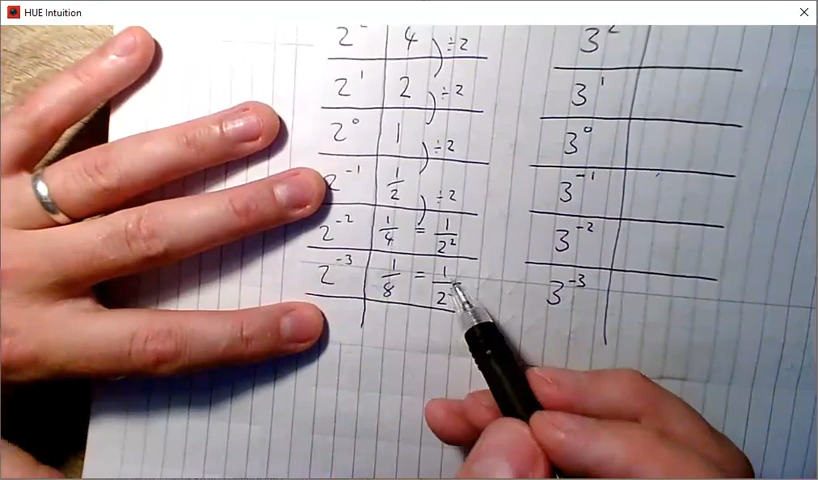 HUE Intuition
2² 4 ÷2 3²
2¹ 2 ÷2 3¹
2⁰ 1 ÷2 3⁰
2⁻¹ 1/2 ÷2 3⁻¹
2⁻² 1/4 = 1/2² 3⁻²
2⁻³ 1/8 = 1/2 3⁻³